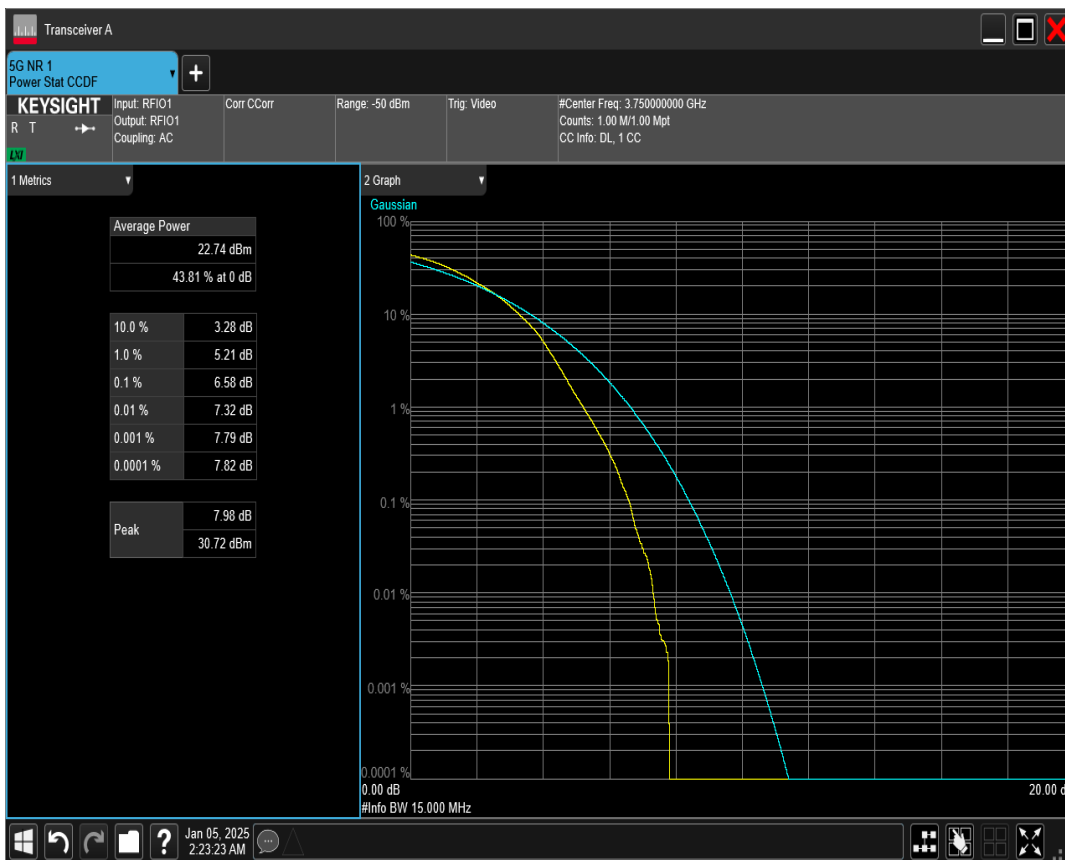 Transceiver A
5G NR 1
Power Stat CCDF
KEYSIGHT
R T
LXI
Input: RFIO1
Output: RFIO1
Coupling: AC
Corr CCorr
Range: -50 dBm
Trig: Video
#Center Freq: 3.750000000 GHz
Counts: 1.00 M/1.00 Mpt
CC Info: DL, 1 CC
1 Metrics
Average Power
22.74 dBm
43.81 % at 0 dB
10.0 % 3.28 dB
1.0 % 5.21 dB
0.1 % 6.58 dB
0.01 % 7.32 dB
0.001 % 7.79 dB
0.0001 % 7.82 dB
Peak 7.98 dB
30.72 dBm
2 Graph
Gaussian
100 %
10 %
1 %
0.1 %
0.01 %
0.001 %
0.0001 %
0.00 dB
20.00 d
#Info BW 15.000 MHz
?
Jan 05, 2025
2:23:23 AM